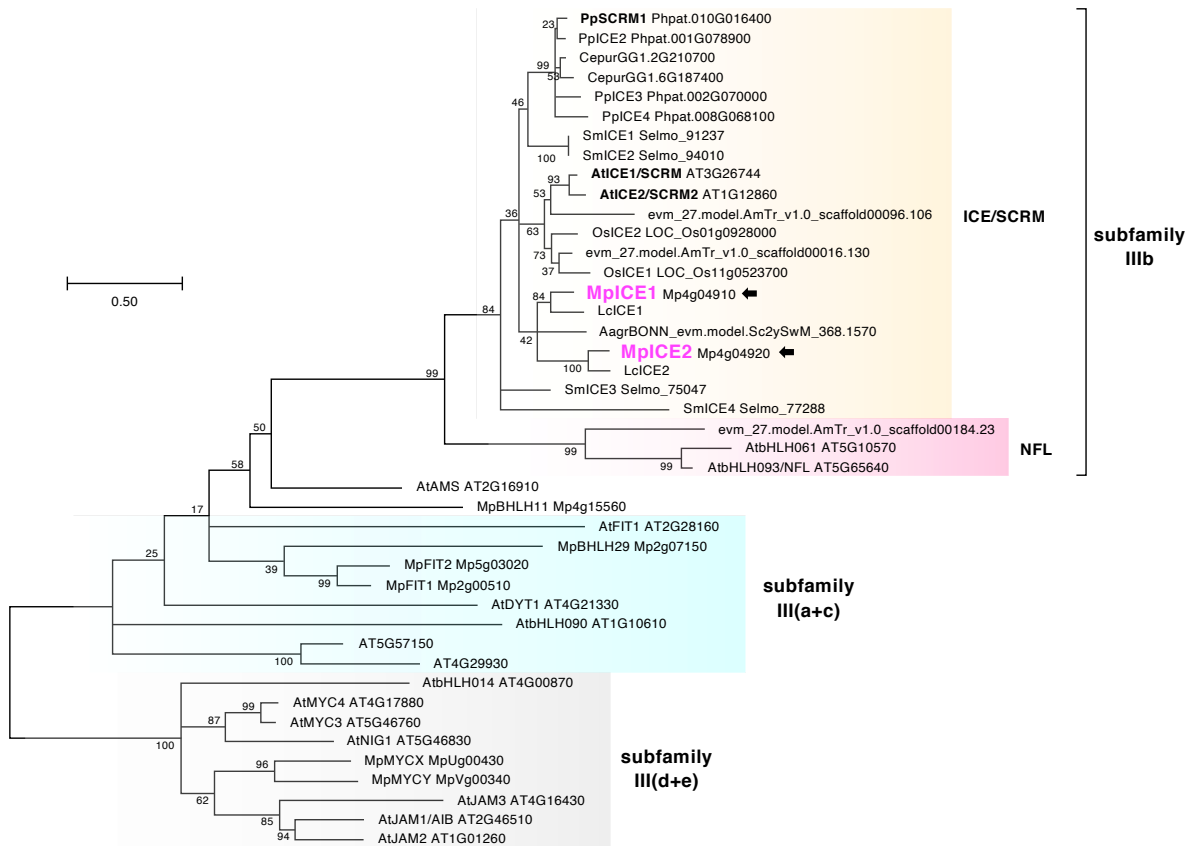 PpSCRM1 Phpat.010G016400
23
PpICE2 Phpat.001G078900
CepurGG1.2G210700
99
53
CepurGG1.6G187400
PpICE3 Phpat.002G070000
46
PpICE4 Phpat.008G068100
SmICE1 Selmo_91237
100
SmICE2 Selmo_94010
AtICE1/SCRM AT3G26744
93
53
AtICE2/SCRM2 AT1G12860
36
evm_27.model.AmTr_v1.0_scaffold00096.106
ICE/SCRM
63
OsICE2 LOC_Os01g0928000
subfamily
IIIb
73
evm_27.model.AmTr_v1.0_scaffold00016.130
37
OsICE1 LOC_Os11g0523700
0.50
MpICE1 Mp4g04910
84
LcICE1
84
AagrBONN_evm.model.Sc2ySwM_368.1570
42
MpICE2 Mp4g04920
100
LcICE2
99
SmICE3 Selmo_75047
SmICE4 Selmo_77288
evm_27.model.AmTr_v1.0_scaffold00184.23
50
99
AtbHLH061 AT5G10570
NFL
99
AtbHLH093/NFL AT5G65640
58
AtAMS AT2G16910
MpBHLH11 Mp4g15560
17
AtFIT1 AT2G28160
25
MpBHLH29 Mp2g07150
39
MpFIT2 Mp5g03020
99
MpFIT1 Mp2g00510
subfamily
III(a+c)
AtDYT1 AT4G21330
AtbHLH090 AT1G10610
AT5G57150
100
AT4G29930
AtbHLH014 AT4G00870
99
AtMYC4 AT4G17880
87
AtMYC3 AT5G46760
100
AtNIG1 AT5G46830
96
MpMYCX MpUg00430
subfamily
III(d+e)
MpMYCY MpVg00340
62
AtJAM3 AT4G16430
85
AtJAM1/AIB AT2G46510
94
AtJAM2 AT1G01260